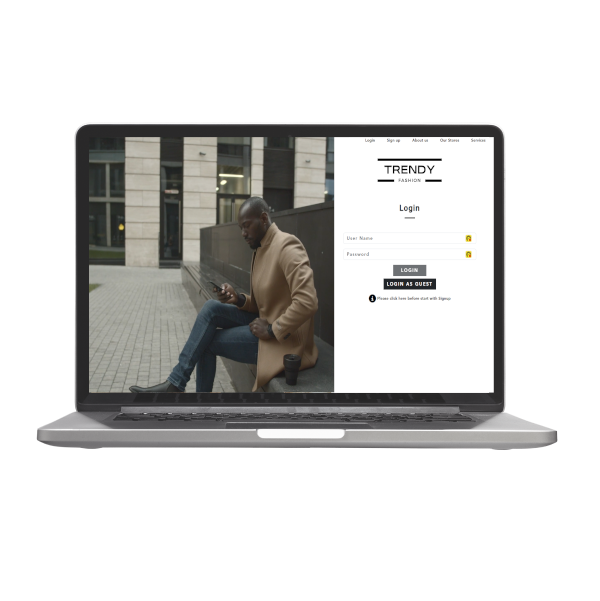 Login Sign up About us Our Stores Services
TRENDY
FASHION
Login
User Name
Password
LOGIN
LOGIN AS GUEST
Please click here before start with Signup